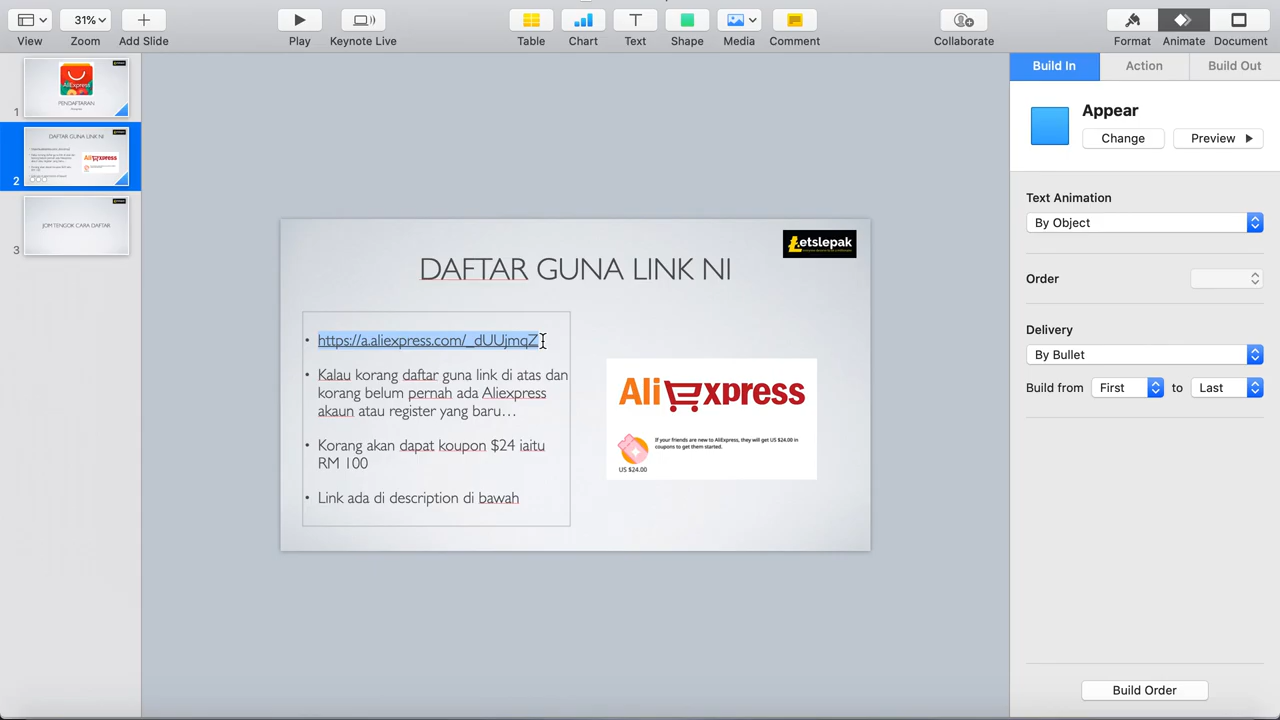 31%
View
Zoom
Add Slide
Play
Keynote Live
Table
Chart
Text
Shape
Media
Comment
Collaborate
Format
Animate
Document
1
AliExpress
PENDAFTARAN
2
DAFTAR GUNA LINK NI
AliExpress
3
JOM TENGOK CARA DAFTAR
Letslepak
DAFTAR GUNA LINK NI
• https://a.aliexpress.com/_dUUjmqZ
• Kalau korang daftar guna link di atas dan
korang belum pernah ada Aliexpress
akaun atau register yang baru…
• Korang akan dapat koupon $24 iaitu
RM 100
• Link ada di description di bawah
AliExpress
If your friends are new to AliExpress, they will get US $24.00 in
coupons to get them started.
US $24.00
Build In
Action
Build Out
Appear
Change
Preview
Text Animation
By Object
Order
Delivery
By Bullet
Build from
First
to
Last
Build Order